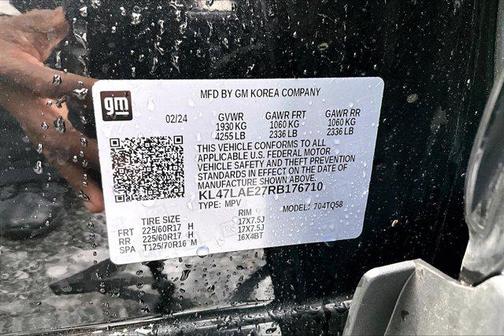 gm
MFD BY GM KOREA COMPANY
02/24 GVWR GAWR FRT GAWR RR
1930 KG 1060 KG 1060 KG
4255 LB 2336 LB 2336 LB
THIS VEHICLE CONFORMS TO ALL
APPLICABLE U.S. FEDERAL MOTOR
VEHICLE SAFETY AND THEFT PREVENTION
STANDARDS IN EFFECT ON THE DATE OF
MANUFACTURE SHOWN ABOVE.
KL47LAE27RB176710
TYPE: MPV MODEL: 704TQ58
TIRE SIZE RIM
FRT 225/60R17 H 17X7.5J
RR 225/60R17 H 17X7.5J
SPA T125/70R16 M 16X4BT